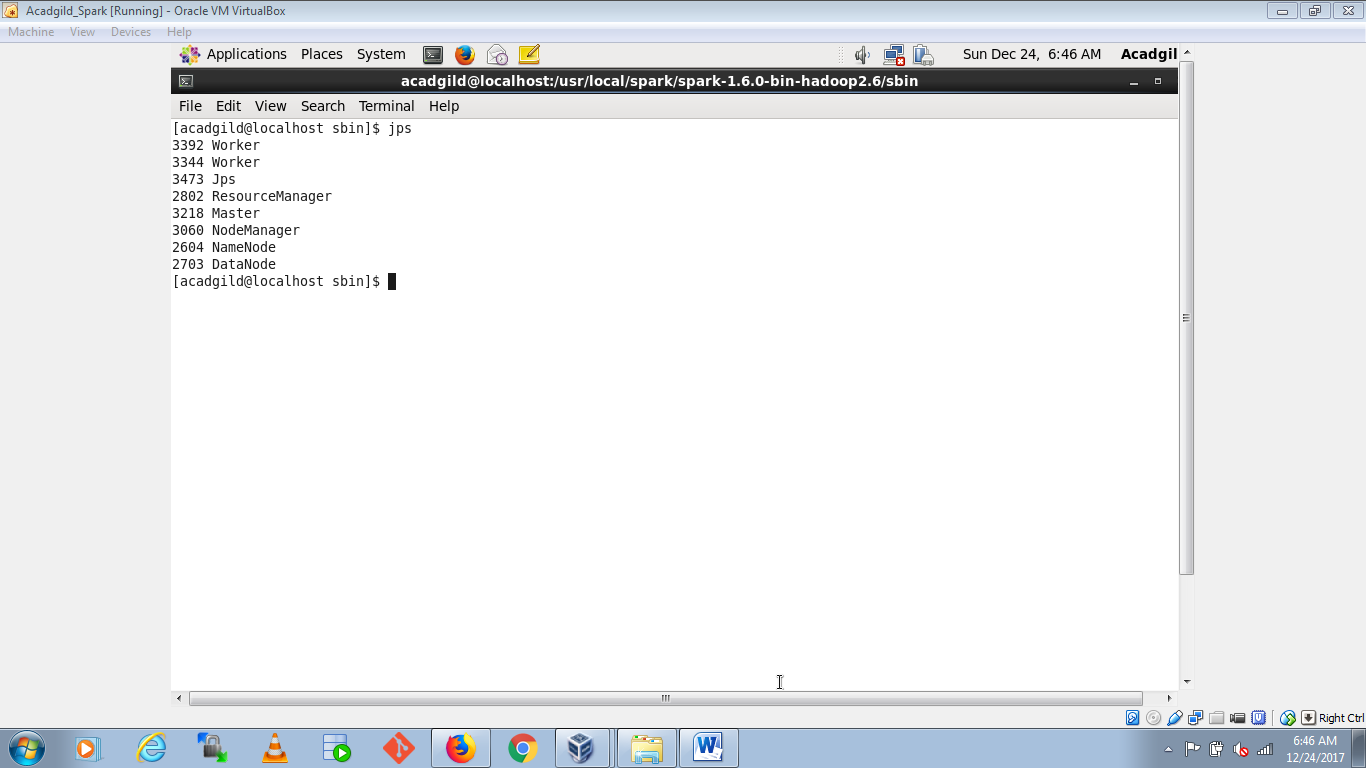 Acadgild_Spark [Running] - Oracle VM VirtualBox
Machine View Devices Help
Applications Places System Sun Dec 24, 6:46 AM Acadgil
acadgild@localhost:/usr/local/spark/spark-1.6.0-bin-hadoop2.6/sbin
File Edit View Search Terminal Help
[acadgild@localhost sbin]$ jps
3392 Worker
3344 Worker
3473 Jps
2802 ResourceManager
3218 Master
3060 NodeManager
2604 NameNode
2703 DataNode
[acadgild@localhost sbin]$
Right Ctrl
6:46 AM
12/24/2017